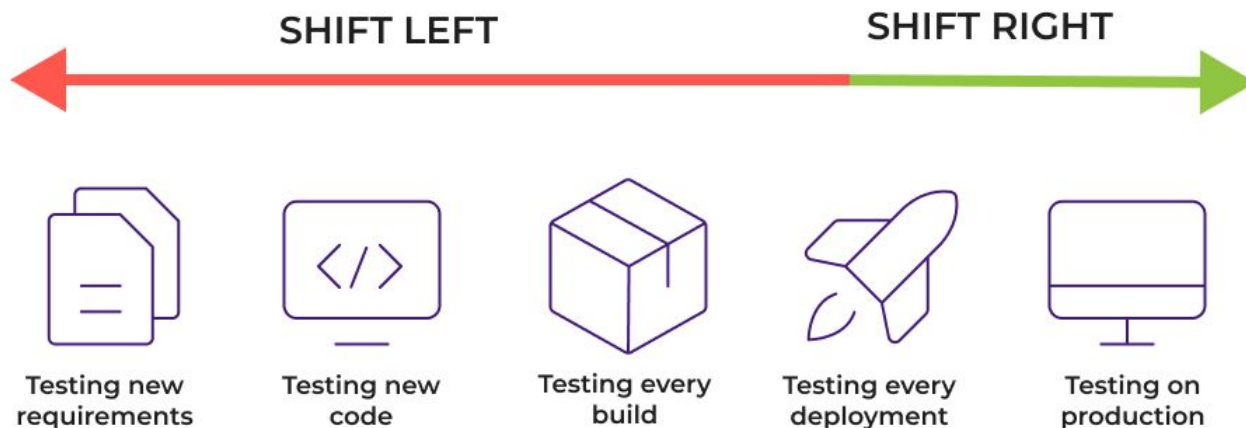 SHIFT LEFT
SHIFT RIGHT
</>
Testing new
requirements
Testing new
code
Testing every
build
Testing every
deployment
Testing on
production